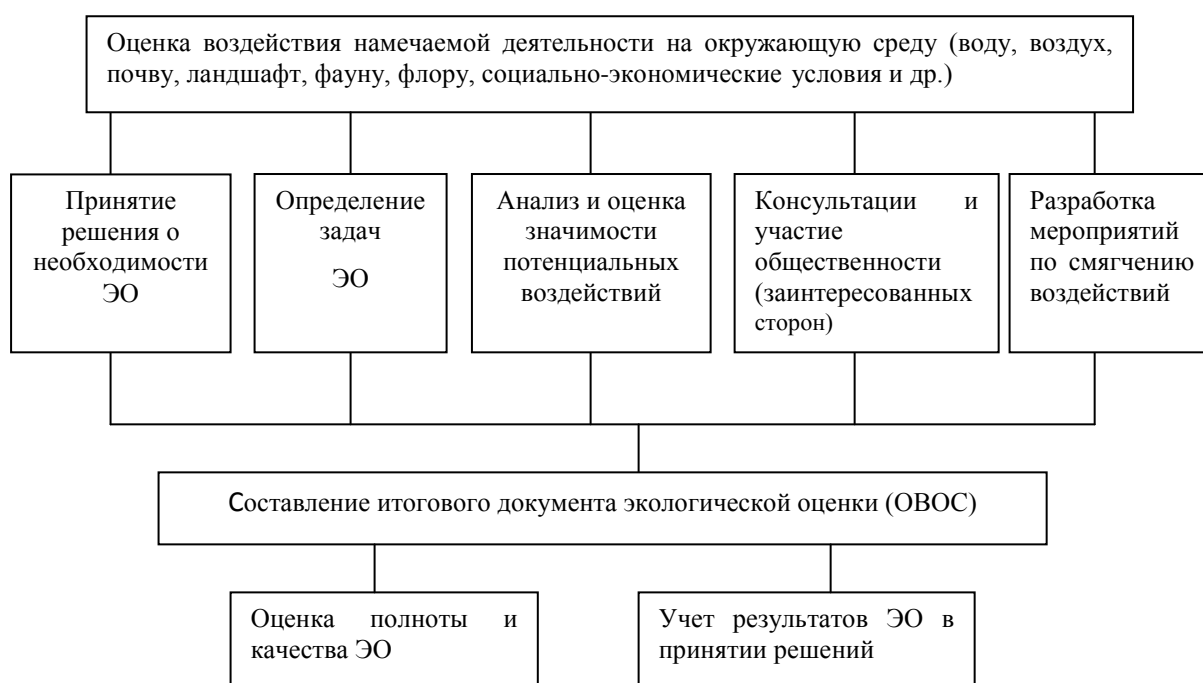 Оценка воздействия намечаемой деятельности на окружающую среду (воду, воздух,
почву, ландшафт, фауну, флору, социально-экономические условия и др.)
Принятие
решения о
необходимости
ЭО
Определение
задач
ЭО
Анализ и оценка
значимости
потенциальных
воздействий
Консультации и
участие
общественности
(заинтересованных
сторон)
Разработка
мероприятий
по смягчению
воздействий
Составление итогового документа экологической оценки (ОВОС)
Оценка полноты и
качества ЭО
Учет результатов ЭО в
принятии решений